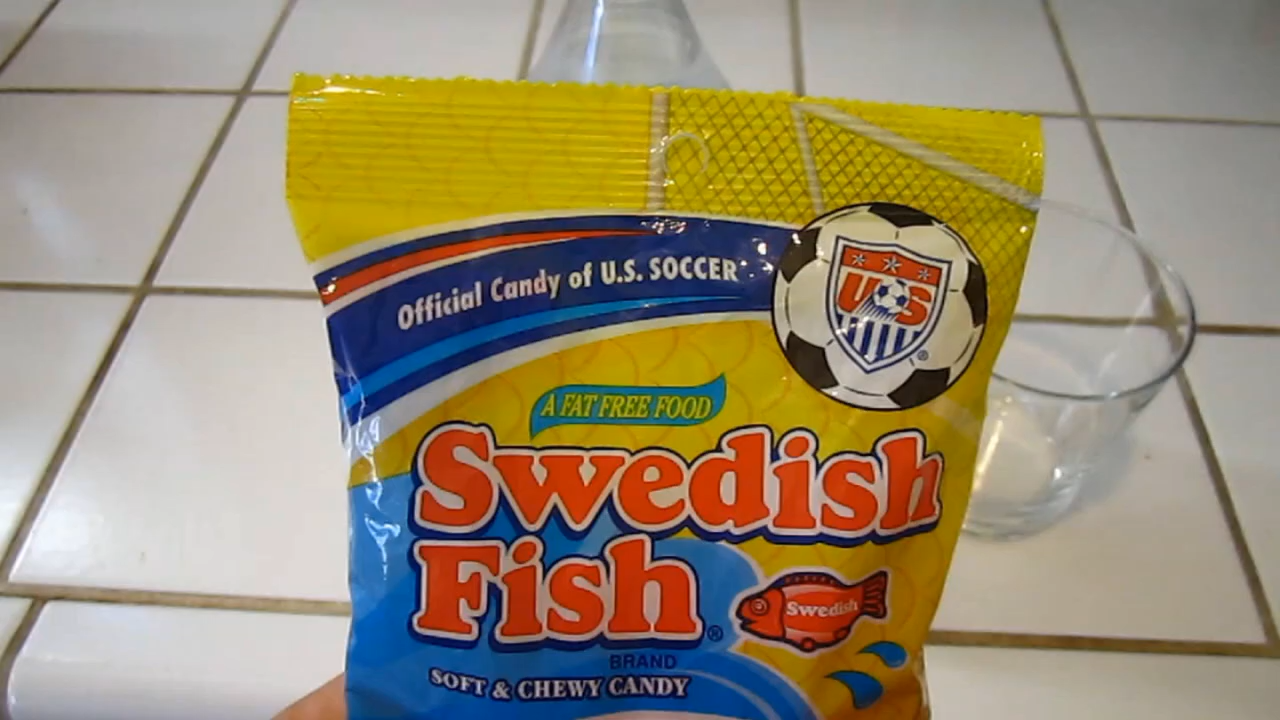 Official Candy of U.S. SOCCER
US
®
A FAT FREE FOOD
Swedish
Fish®
Swedish
BRAND
SOFT & CHEWY CANDY